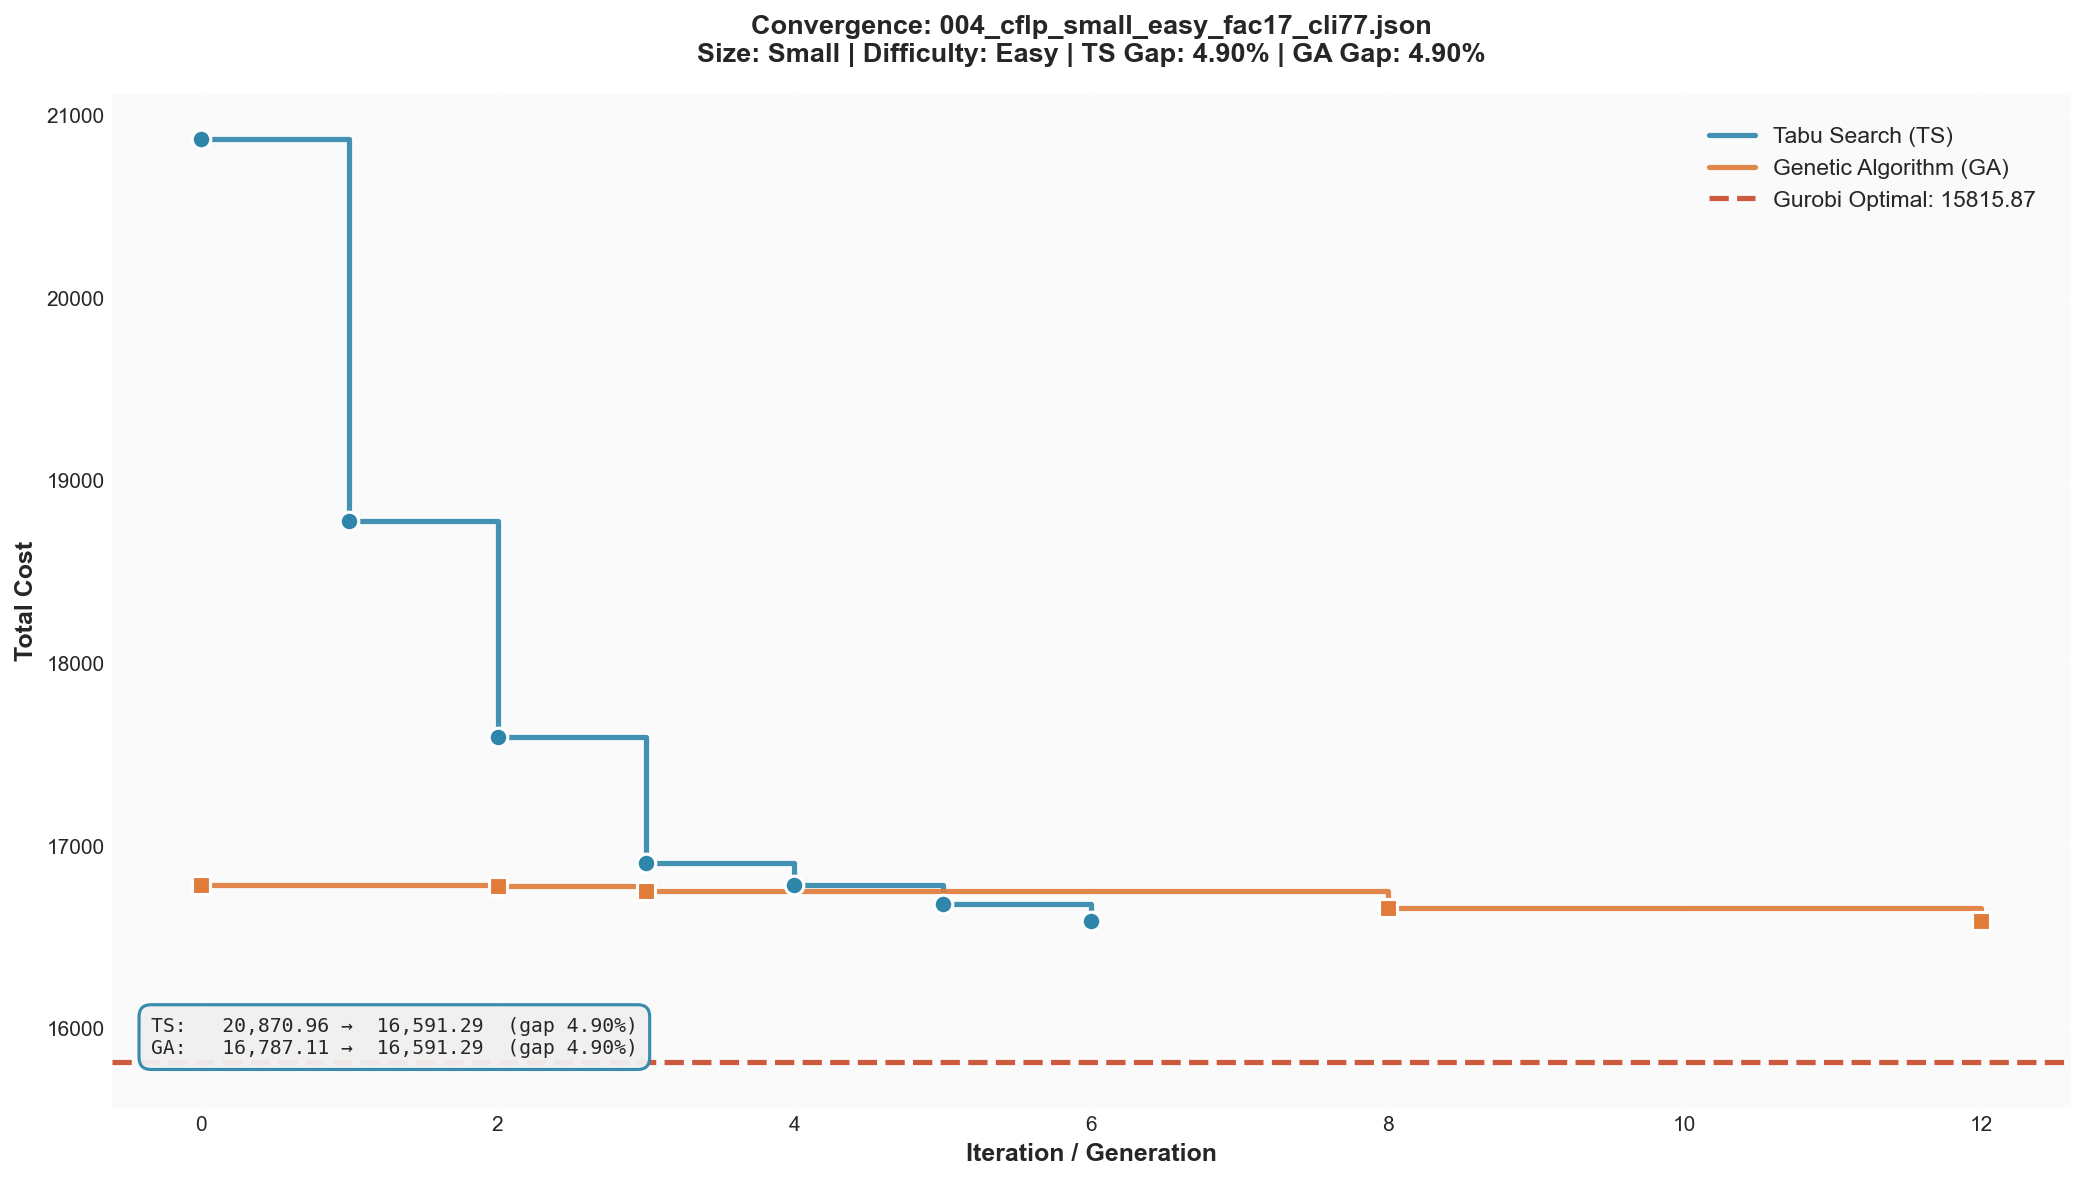 Convergence: 004_cflp_small_easy_fac17_cli77.json
Size: Small | Difficulty: Easy | TS Gap: 4.90% | GA Gap: 4.90%
21000
20000
19000
18000
17000
16000
Total Cost
Tabu Search (TS)
Genetic Algorithm (GA)
Gurobi Optimal: 15815.87
TS: 20,870.96 → 16,591.29 (gap 4.90%)
GA: 16,787.11 → 16,591.29 (gap 4.90%)
0 2 4 6 8 10 12
Iteration / Generation